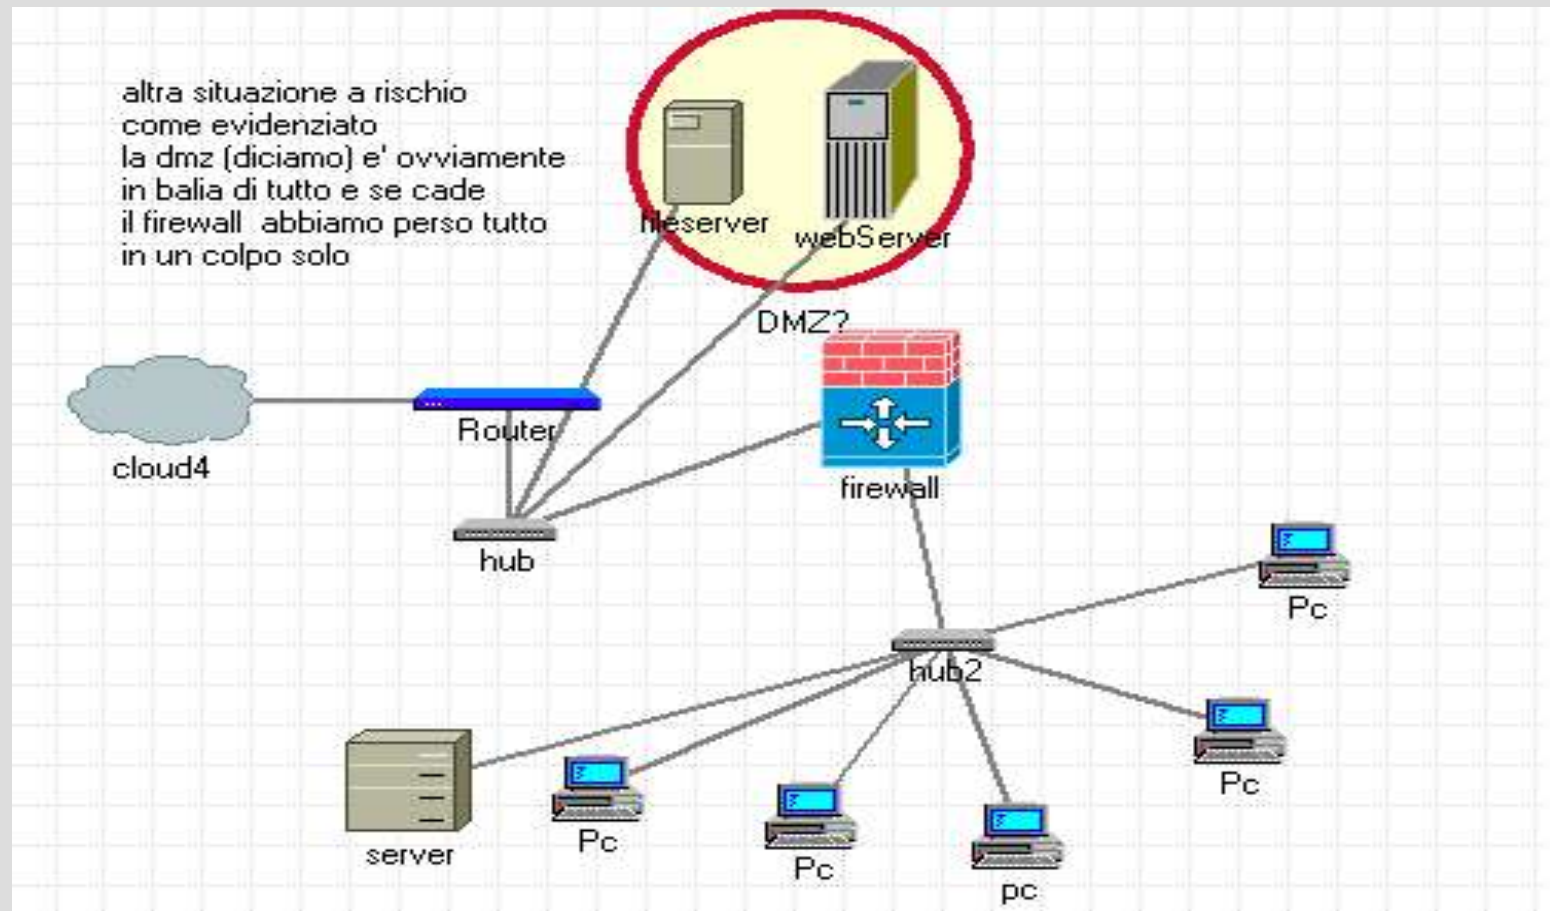 altra situazione a rischio
come evidenziato
la dmz (diciamo) e' ovviamente
in balia di tutto e se cade
il firewall abbiamo perso tutto
in un colpo solo
fileserver
webServer
DMZ?
Router
cloud4
firewall
hub
Pc
hub2
Pc
server
Pc
Pc
pc